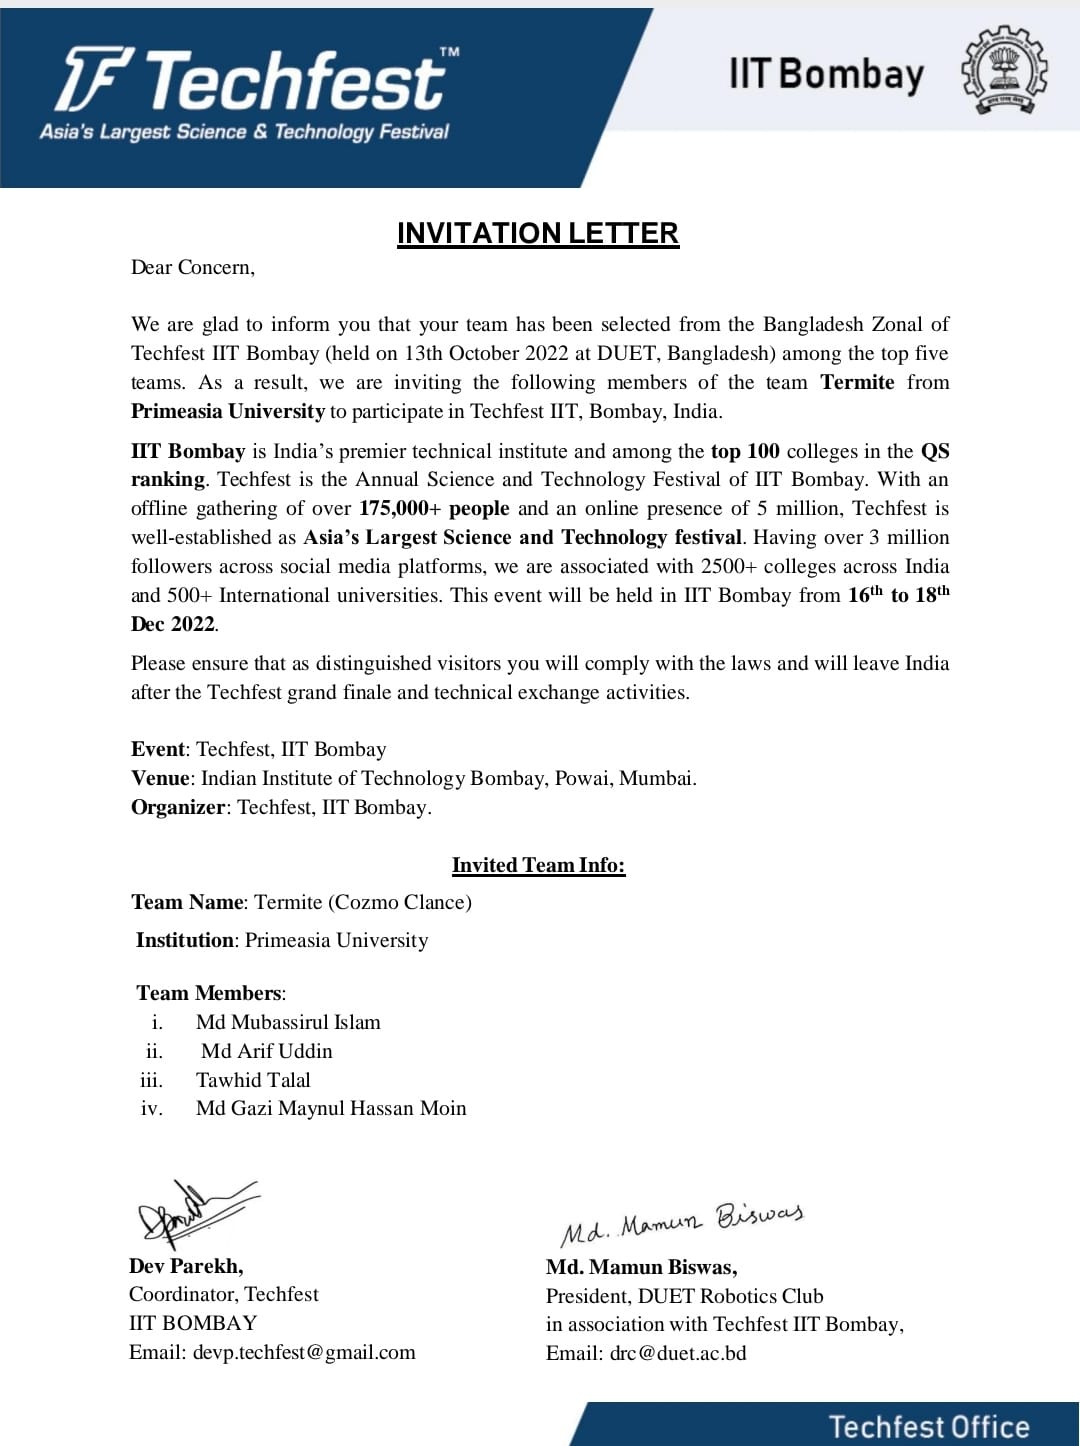 TF Techfest™
Asia's Largest Science & Technology Festival
IIT Bombay
INVITATION LETTER
Dear Concern,
We are glad to inform you that your team has been selected from the Bangladesh Zonal of
Techfest IIT Bombay (held on 13th October 2022 at DUET, Bangladesh) among the top five
teams. As a result, we are inviting the following members of the team Termite from
Primeasia University to participate in Techfest IIT, Bombay, India.
IIT Bombay is India’s premier technical institute and among the top 100 colleges in the QS
ranking. Techfest is the Annual Science and Technology Festival of IIT Bombay. With an
offline gathering of over 175,000+ people and an online presence of 5 million, Techfest is
well-established as Asia’s Largest Science and Technology festival. Having over 3 million
followers across social media platforms, we are associated with 2500+ colleges across India
and 500+ International universities. This event will be held in IIT Bombay from 16th to 18th
Dec 2022.
Please ensure that as distinguished visitors you will comply with the laws and will leave India
after the Techfest grand finale and technical exchange activities.
Event: Techfest, IIT Bombay
Venue: Indian Institute of Technology Bombay, Powai, Mumbai.
Organizer: Techfest, IIT Bombay.
Invited Team Info:
Team Name: Termite (Cozmo Clance)
Institution: Primeasia University
Team Members:
i. Md Mubassirul Islam
ii. Md Arif Uddin
iii. Tawhid Talal
iv. Md Gazi Maynul Hassan Moin
Md. Mamun Biswas
Dev Parekh,
Coordinator, Techfest
IIT BOMBAY
Email: devp.techfest@gmail.com
Md. Mamun Biswas,
President, DUET Robotics Club
in association with Techfest IIT Bombay,
Email: drc@duet.ac.bd
Techfest Office